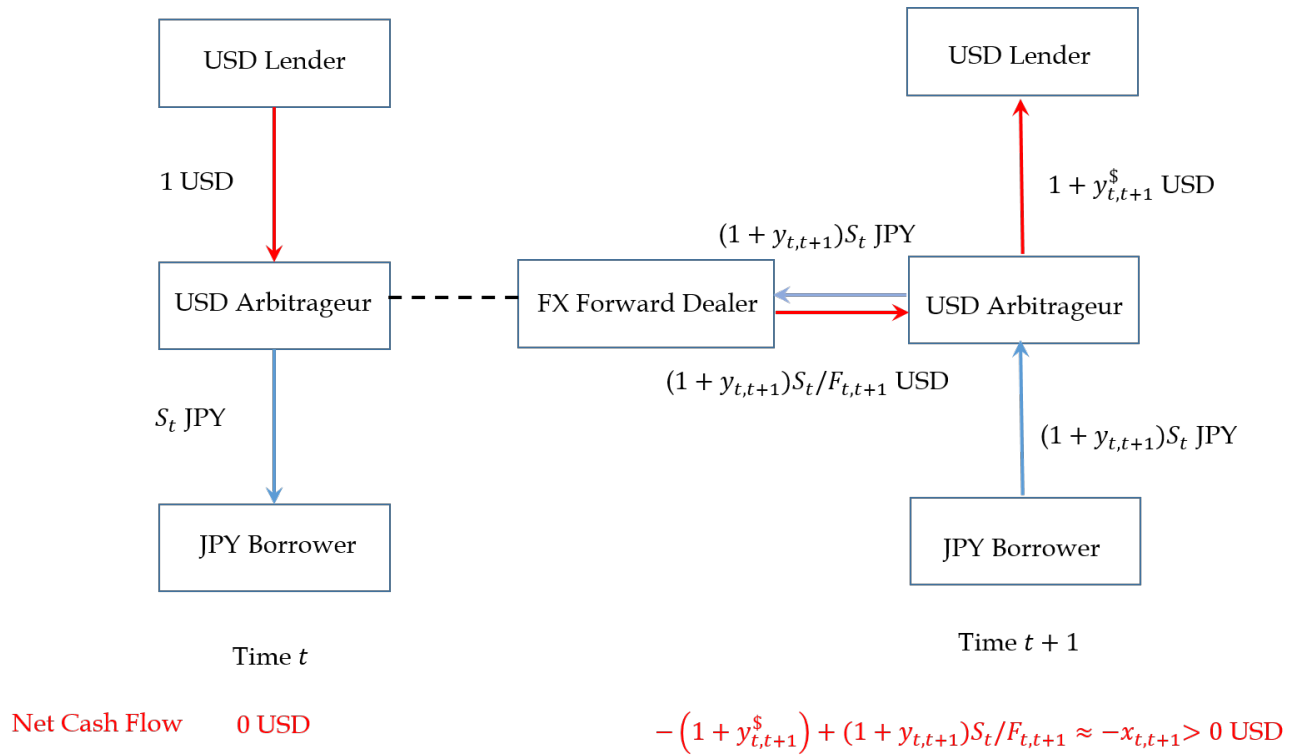 USD Lender
USD Lender
1 USD
$1 + y^{\$}_{t,t+1}$ USD
$(1 + y_{t,t+1})S_t$ JPY
USD Arbitrageur
FX Forward Dealer
USD Arbitrageur
$(1 + y_{t,t+1})S_t/F_{t,t+1}$ USD
$S_t$ JPY
$(1 + y_{t,t+1})S_t$ JPY
JPY Borrower
JPY Borrower
Time $t$
Time $t + 1$
Net Cash Flow 0 USD $-\left(1 + y^{\$}_{t,t+1}\right) + (1 + y_{t,t+1})S_t/F_{t,t+1} \approx -x_{t,t+1} > 0$ USD